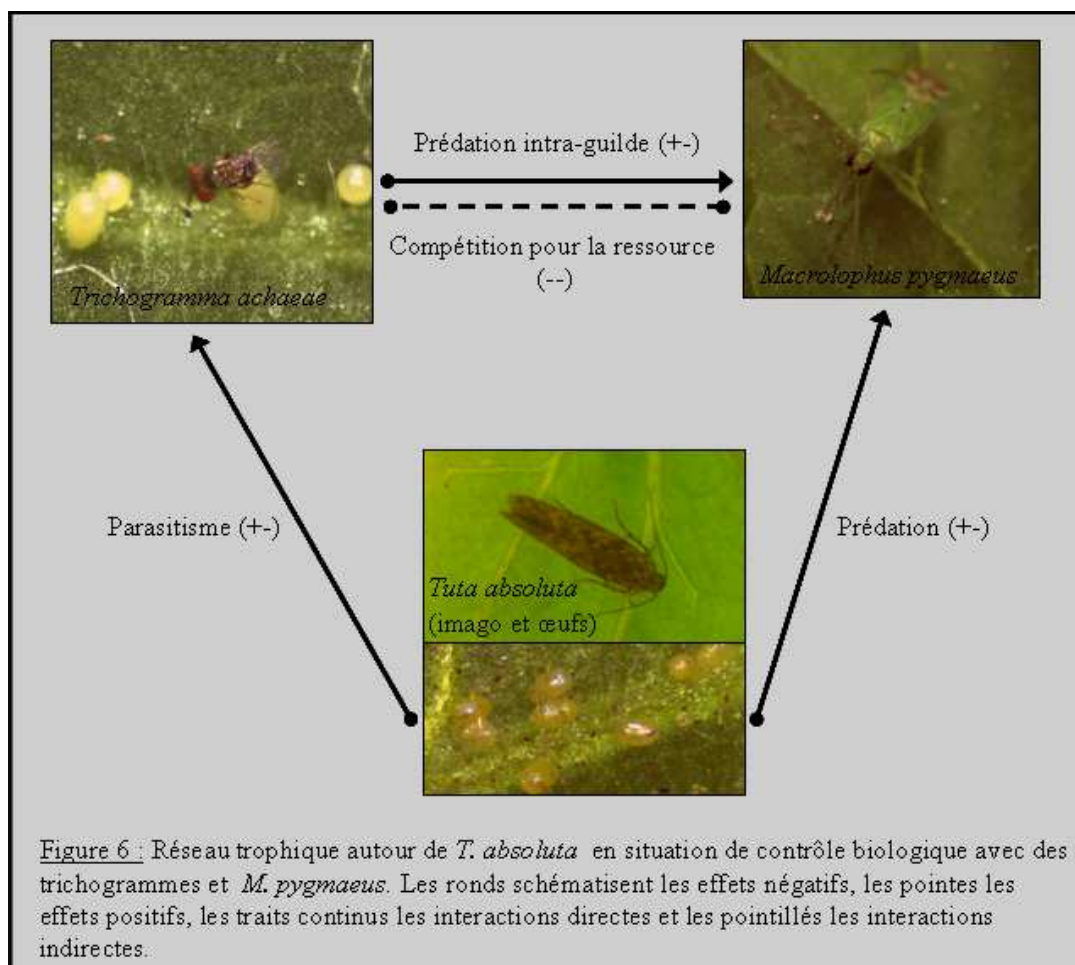 Prédation intra-guilde (+-)
Compétition pour la ressource
(--)
Trichogramma achaeae
Macrolophus pygmaeus
Parasitisme (+-)
Prédation (+-)
Tuta absoluta
(imago et œufs)
Figure 6 : Réseau trophique autour de T. absoluta en situation de contrôle biologique avec des
trichogrammes et M. pygmaeus. Les ronds schématisent les effets négatifs, les pointes les
effets positifs, les traits continus les interactions directes et les pointillés les interactions
indirectes.